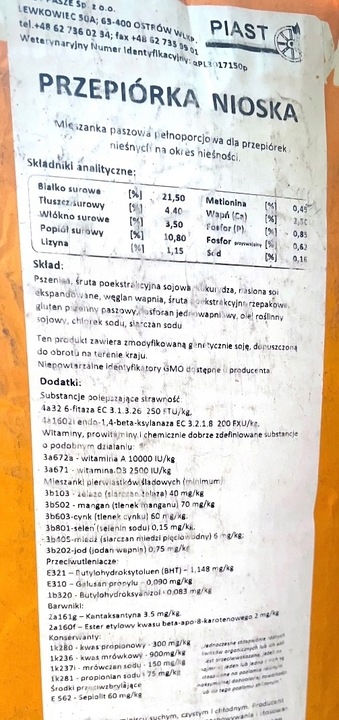 LEWKOWIEC 50A; 63-400 OSTRÓW WLKP.
tel.+48 62 736 02 34; fax +48 62 735 99 01
Weterynaryjny Numer Identyfikacyjny: αPL3017150p
PIAST
PRZEPIÓRKA NIOSKA
Mieszanka paszowa pełnoporcjowa dla przepiórek
nieśnych na okres nieśności.
Składniki analityczne:
Białko surowe [%] 21,50 Metionina [%] 0,45
Tłuszcz surowy [%] 4,40 Wapń (Ca) [%]
Włókno surowe [%] 3,50 Fosfor (P) [%] 0,85
Popiół surowy [%] 10,80 Fosfor przyswajalny [%] 0,62
Lizyna [%] 1,15 Sód [%] 0,16
Skład:
Pszenica, śruta poekstrakcyjna sojowa, kukurydza, nasiona soi
ekspandowane, węglan wapnia, śruta poekstrakcyjna rzepakowa,
gluten pszenny paszowy, fosforan jednowapniowy, olej roślinny
sojowy, chlorek sodu, siarczan sodu
Ten produkt zawiera zmodyfikowaną genetycznie soję, dopuszczoną
do obrotu na terenie kraju.
Niepowtarzalne identyfikatory GMO dostępne u producenta
Dodatki:
Substancje polepszające strawność
4a32 6-fitaza EC 3.1.3.26 250 FTU/kg,
4a1602i endo-1,4-beta-ksylanaza EC 3.2.1.8 200 FXU/kg.
Witaminy, prowitaminy i chemicznie dobrze zdefiniowane substancje
o podobnym działaniu:
3a672a - witamina A 10000 IU/kg
3a671 - witamina D3 2500 IU/kg
Mieszanki pierwiastków śladowych (minimum)
3b103 - żelazo (siarczan żelaza) 40 mg/kg
3b502 - mangan (tlenek manganu) 70 mg/kg
3b603-cynk (tlenek cynku) 60 mg/kg,
3b801-selen (selenin sodu) 0,15 mg/kg,
3b405-miedź (siarczan miedzi pięciowodny) 6 mg/kg;
3b202-jod (jodan wapnia) 0,75 mg/kg
Przeciwutleniacze:
E321 – Butylohydroksytoluen (BHT) – 1,148 mg/kg
E310 – Galusan propylu – 0,090 mg/kg
1b320 - Butylohydroksyanizol - 0,083 mg/kg
Barwniki:
2a161g – Kantaksantyna 3.5 mg/kg,
2a160f – Ester etylowy kwasu beta-apo-8-karotenowego 2 mg/kg
Konserwanty:
1k280 - kwas propionowy - 300 mg/kg
1k236 - kwas mrówkowy - 900mg/kg
1k237i - mrówczan sodu - 150 mg/kg
1k281 - propionian sodu 75 mg/kg
Środki przeciwzbrylające
E 562 - Sepiolit 60 mg/kg
suchym, czystym i chłodnym.